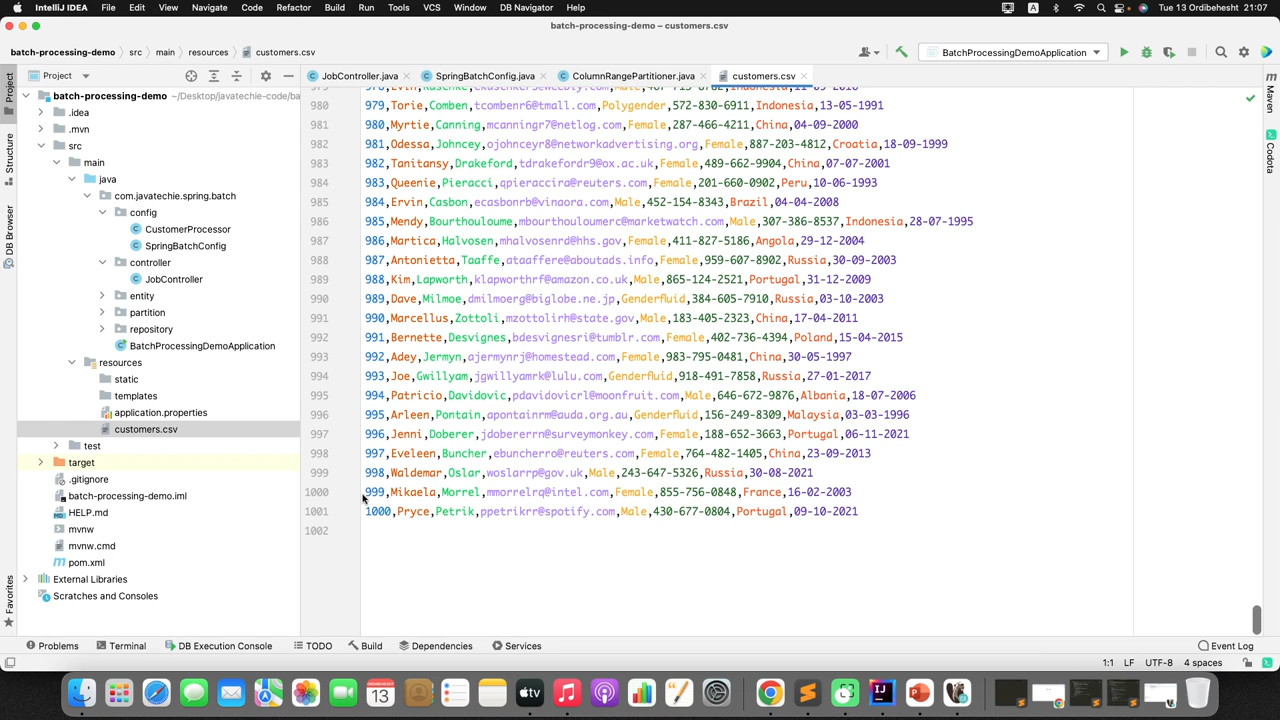 IntelliJ IDEA File Edit View Navigate Code Refactor Build Run Tools VCS Window DB Navigator Help A Tue 13 Ordibehesht 21:07
batch-processing-demo – customers.csv
batch-processing-demo src main resources customers.csv BatchProcessingDemoApplication
Project JobController.java SpringBatchConfig.java ColumnRangePartitioner.java customers.csv
Project
Structure
DB Browser
Favorites
batch-processing-demo ~/Desktop/javatechie-code/ba
.idea
.mvn
src
main
java
com.javatechie.spring.batch
config
CustomerProcessor
SpringBatchConfig
controller
JobController
entity
partition
repository
BatchProcessingDemoApplication
resources
static
templates
application.properties
customers.csv
test
target
.gitignore
batch-processing-demo.iml
HELP.md
mvnw
mvnw.cmd
pom.xml
External Libraries
Scratches and Consoles
980 979,Torie,Comben,tcombenr6@tmall.com,Polygender,572-830-6911,Indonesia,13-05-1991
981 980,Myrtie,Canning,mcanningr7@netlog.com,Female,287-466-4211,China,04-09-2000
982 981,Odessa,Johncey,ojohnceyr8@networkadvertising.org,Female,887-203-4812,Croatia,18-09-1999
983 982,Tanitansy,Drakeford,tdrakefordr9@ox.ac.uk,Female,489-662-9904,China,07-07-2001
984 983,Queenie,Pieracci,qpieraccira@reuters.com,Female,201-660-0902,Peru,10-06-1993
985 984,Ervin,Casbon,ecasbonrb@vinaora.com,Male,452-154-8343,Brazil,04-04-2008
986 985,Mendy,Bourthouloume,mbourthouloumerc@marketwatch.com,Male,307-386-8537,Indonesia,28-07-1995
987 986,Martica,Halvosen,mhalvosenrd@hhs.gov,Female,411-827-5186,Angola,29-12-2004
988 987,Antonietta,Taaffe,ataaffere@aboutads.info,Female,959-607-8902,Russia,30-09-2003
989 988,Kim,Lapworth,klapworthrf@amazon.co.uk,Male,865-124-2521,Portugal,31-12-2009
990 989,Dave,Milmoe,dmilmoerg@biglobe.ne.jp,Genderfluid,384-605-7910,Russia,03-10-2003
991 990,Marcellus,Zottoli,mzottolirh@state.gov,Male,183-405-2323,China,17-04-2011
992 991,Bernette,Desvignes,bdesvignesri@tumblr.com,Female,402-736-4394,Poland,15-04-2015
993 992,Adey,Jermyn,ajermynrj@homestead.com,Female,983-795-0481,China,30-05-1997
994 993,Joe,Gwillyam,jgwillyamrk@lulu.com,Genderfluid,918-491-7858,Russia,27-01-2017
995 994,Patricio,Davidovic,pdavidovicrl@moonfruit.com,Male,646-672-9876,Albania,18-07-2006
996 995,Arleen,Pontain,apontainrm@auda.org.au,Genderfluid,156-249-8309,Malaysia,03-03-1996
997 996,Jenni,Doberer,jdobererrn@surveymonkey.com,Female,188-652-3663,Portugal,06-11-2021
998 997,Eveleen,Buncher,ebuncherro@reuters.com,Female,764-482-1405,China,23-09-2013
999 998,Waldemar,Oslar,woslarrp@gov.uk,Male,243-647-5326,Russia,30-08-2021
1000 999,Mikaela,Morrel,mmorrelrq@intel.com,Female,855-756-0848,France,16-02-2003
1001 1000,Pryce,Petrik,ppetrikrr@spotify.com,Male,430-677-0804,Portugal,09-10-2021
1002
Maven
Codota
Problems Terminal DB Execution Console TODO Build Dependencies Services Event Log
1:1 LF UTF-8 4 spaces
13 tv